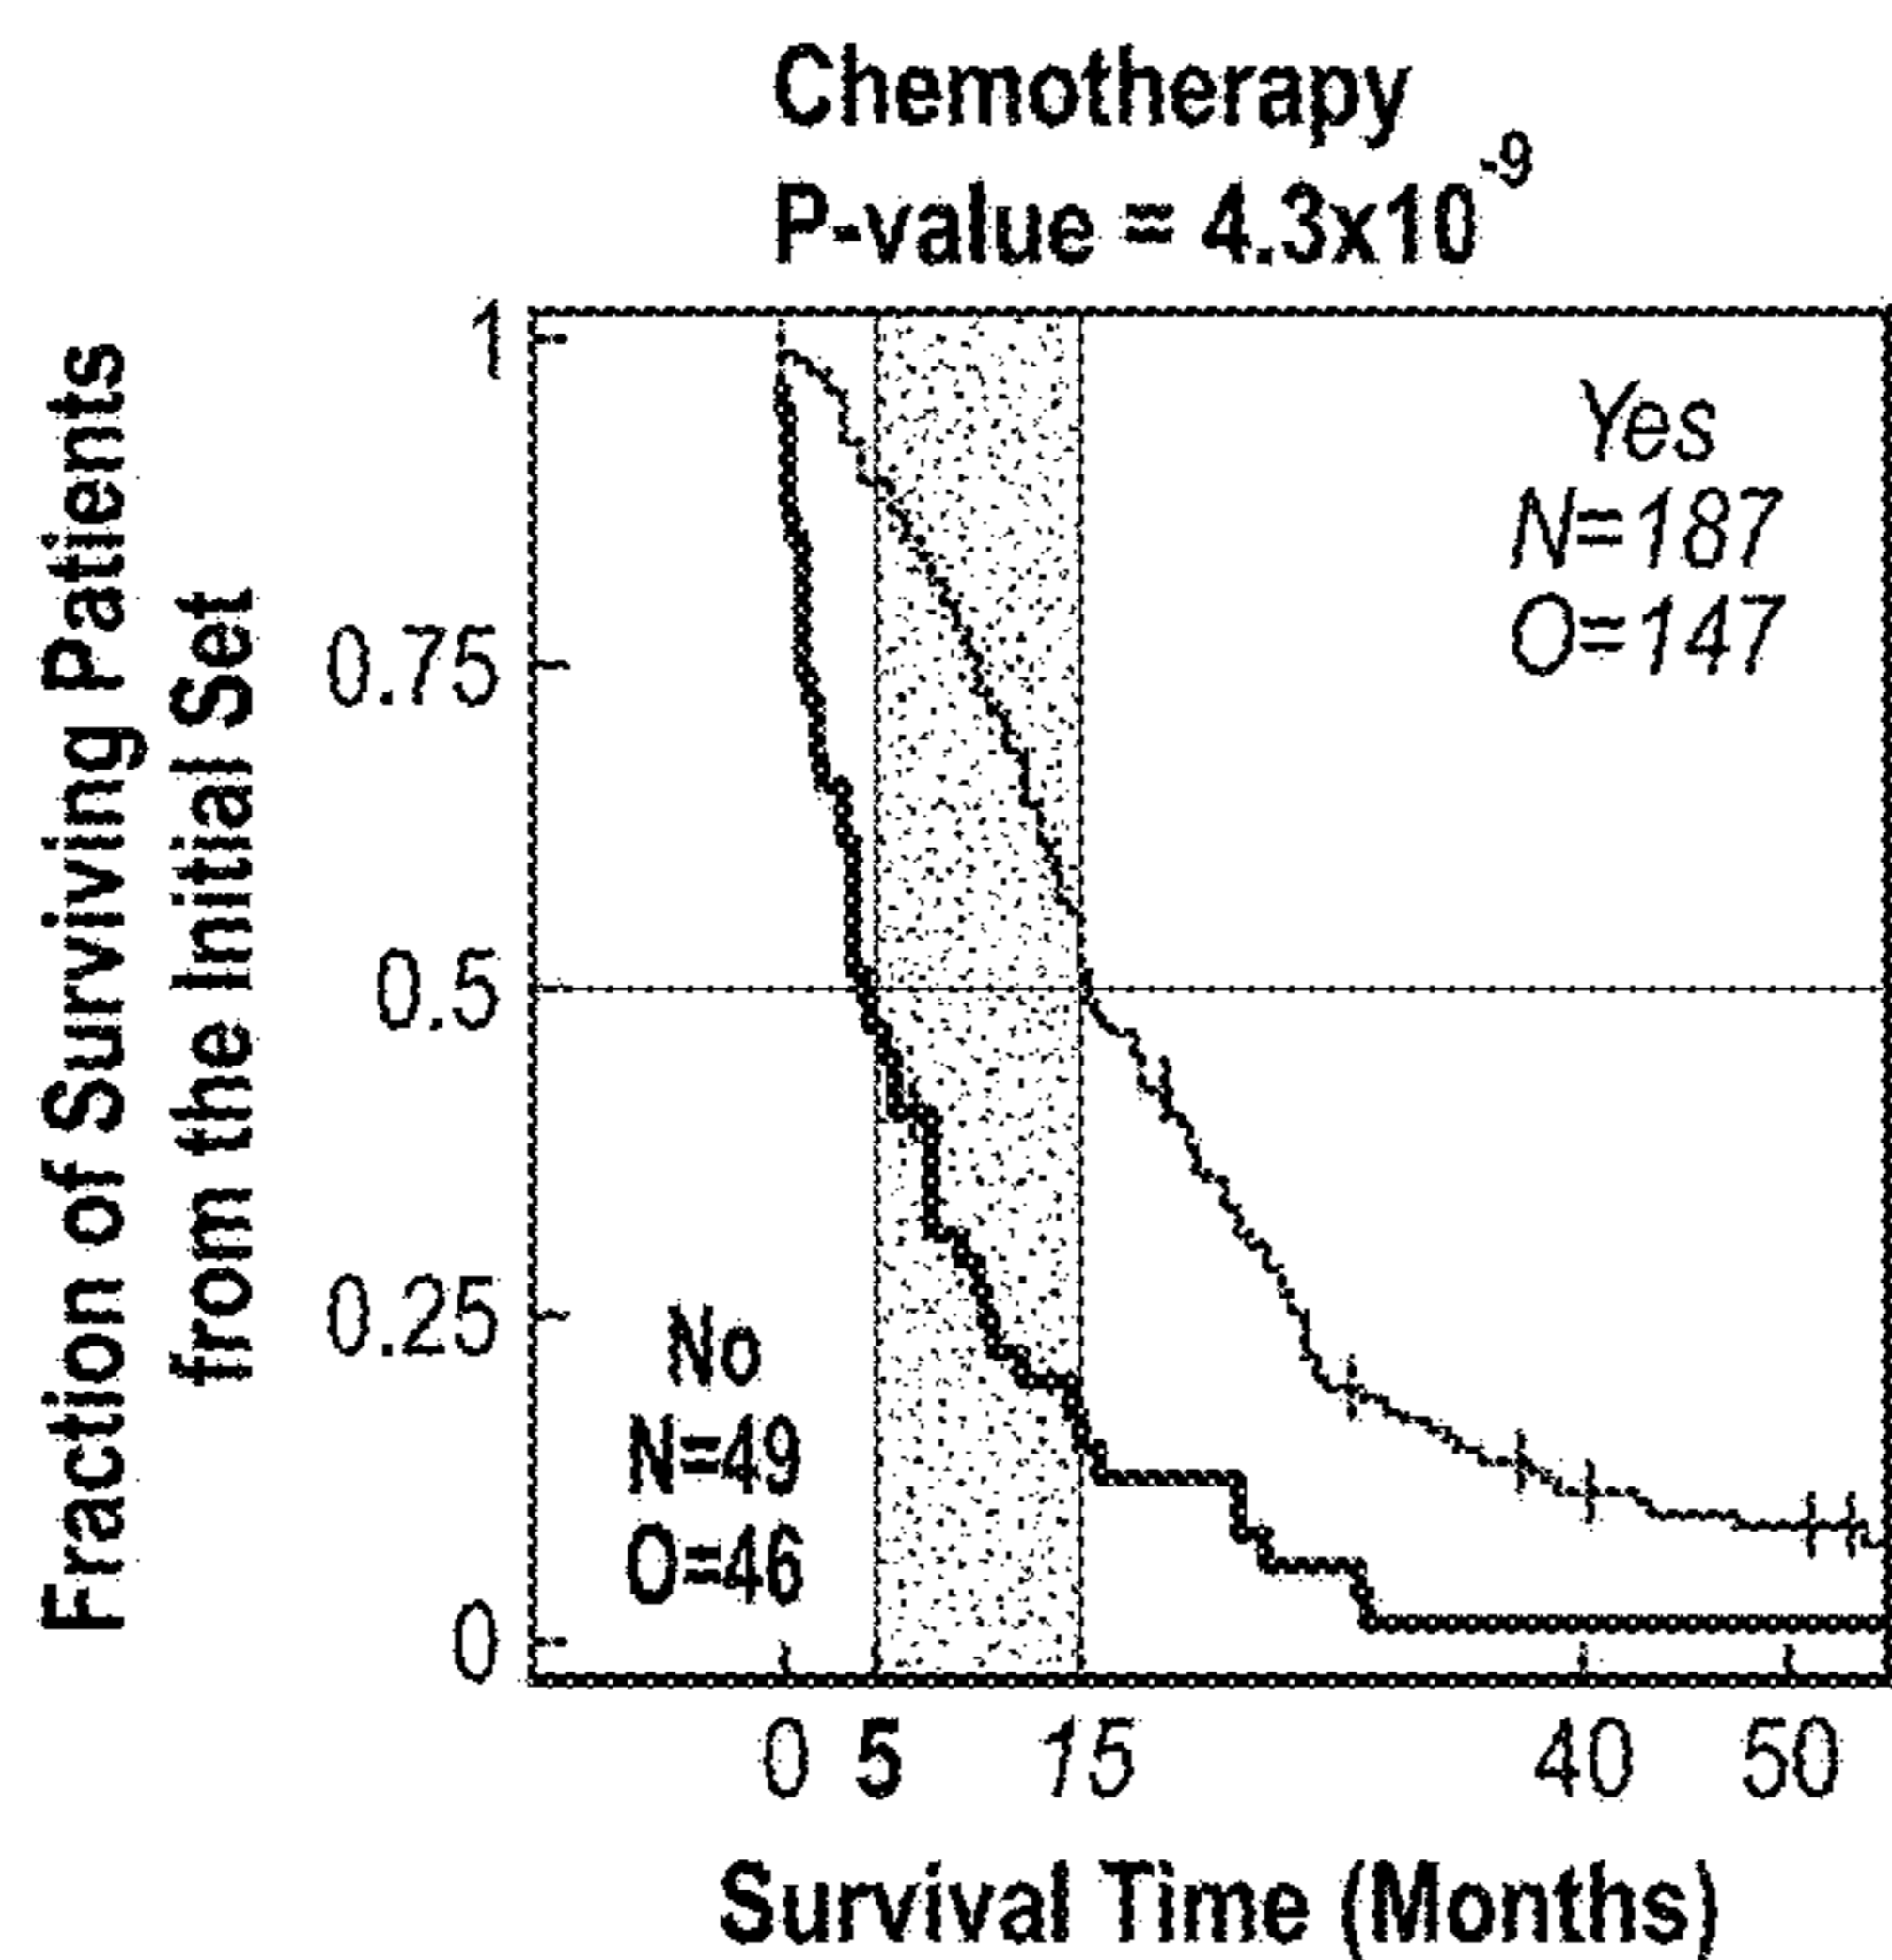 Chemotherapy
P-value = 4.3x10^-9
Fraction of Surviving Patients
from the Initial Set
1
0.75
0.5
0.25
0
Yes
N=187
O=147
No
N=49
O=46
0 5 15 40 50
Survival Time (Months)